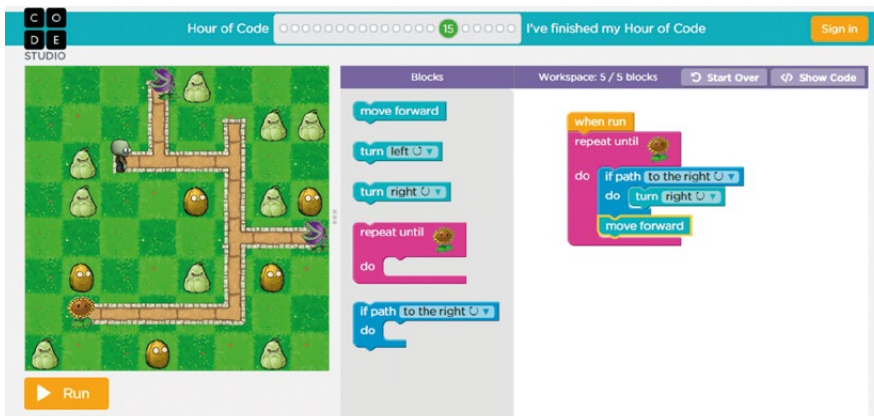 C O
D E
STUDIO
Hour of Code
15
I've finished my Hour of Code
Sign in
Blocks
Workspace: 5 / 5 blocks
Start Over
</> Show Code
move forward
turn left ↺ ▼
turn right ↻ ▼
repeat until
do
if path to the right ↻ ▼
do
when run
repeat until
do if path to the right ↻ ▼
do turn right ↻ ▼
move forward
Run